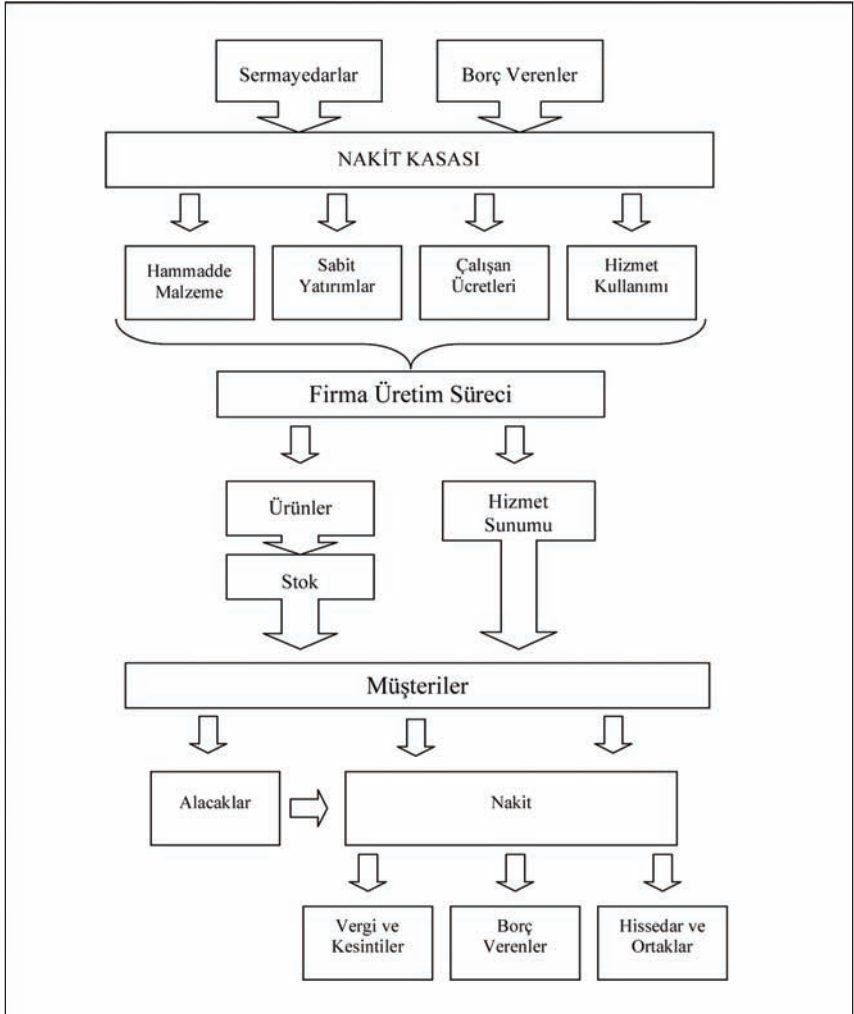 Sermayedarlar
Borç Verenler
NAKİT KASASI
Hammadde
Malzeme
Sabit
Yatırımlar
Çalışan
Ücretleri
Hizmet
Kullanımı
Firma Üretim Süreci
Ürünler
Hizmet
Sunumu
Stok
Müşteriler
Alacaklar
Nakit
Vergi ve
Kesintiler
Borç
Verenler
Hissedar ve
Ortaklar